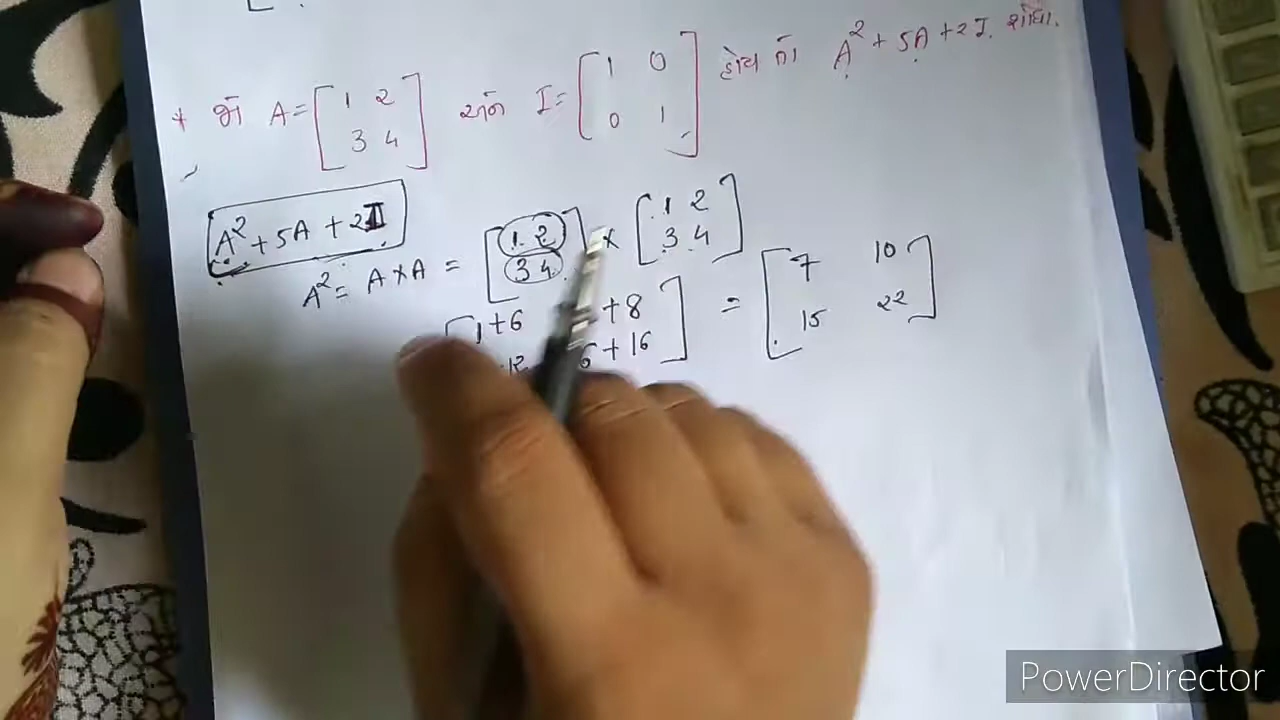 * જો A = [ 1 2 3 4 ] અને I = [ 1 0 0 1 ] હોય તો A² + 5A + 2I શોધો.
A² + 5A + 2I
A² = A × A = [ 1 2 3 4 ] × [ 1 2 3 4 ]
[ 1 + 6 + 8 12 6 + 16 ] = [ 7 10 15 22 ]
PowerDirector